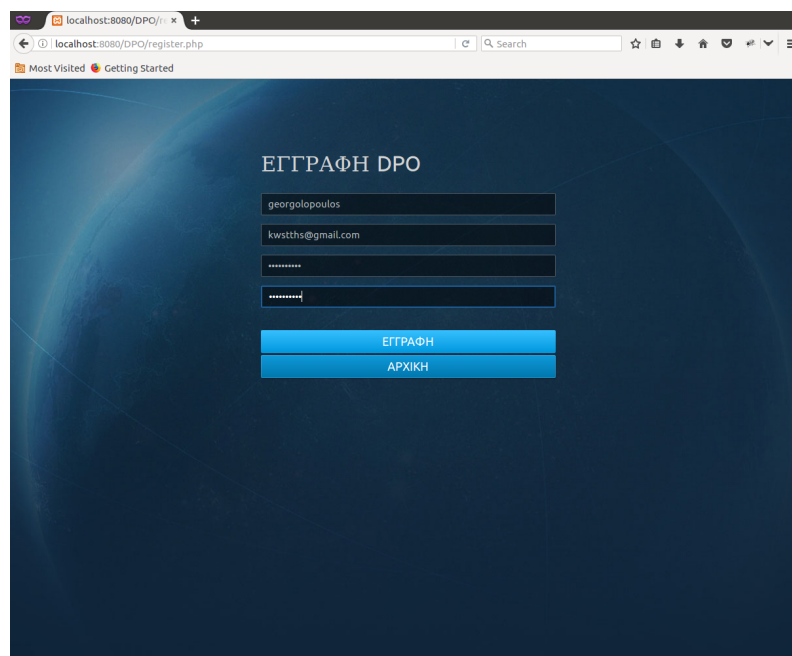 localhost:8080/DPO/re
localhost:8080/DPO/register.php
Search
Most Visited
Getting Started
ΕΓΓΡΑΦΗ DPO
georgolopoulos
kwstths@gmail.com
••••••••••
••••••••••
ΕΓΓΡΑΦΗ
ΑΡΧΙΚΗ